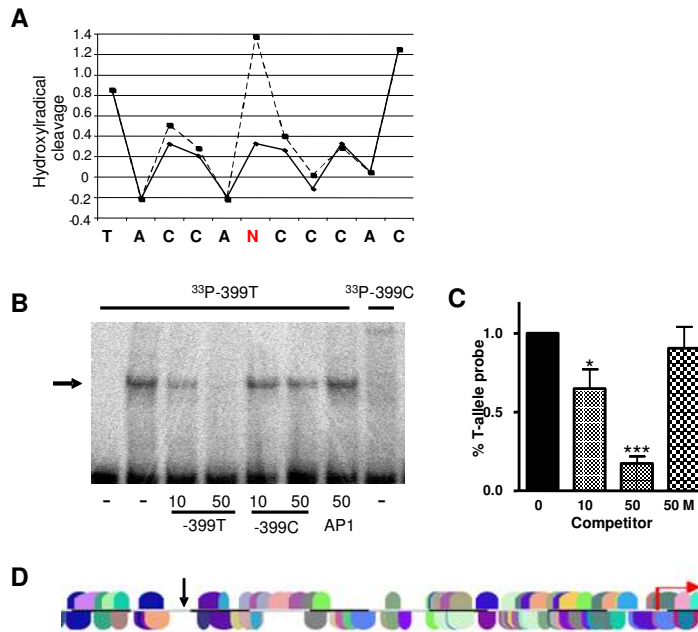 A
Hydroxylradical
cleavage
1.4
1.2
1.0
0.8
0.6
0.4
0.2
0
-0.2
-0.4
T A C C A N C C C A C
B
³³P-399T ³³P-399C
- - 10 50 10 50 50 -
-399T -399C AP1
C
% T-allele probe
1.0
0.5
0.0
* ***
0 10 50 50 M
Competitor
D